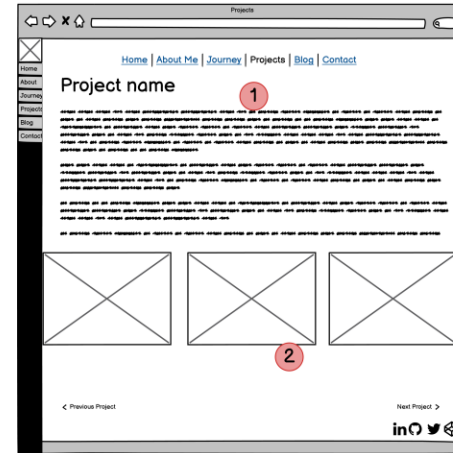 Projects
Home | About Me | Journey | Projects | Blog | Contact
Home
About
Journey
Projects
Blog
Contact
Project name
1
2
Previous Project
Next Project
in